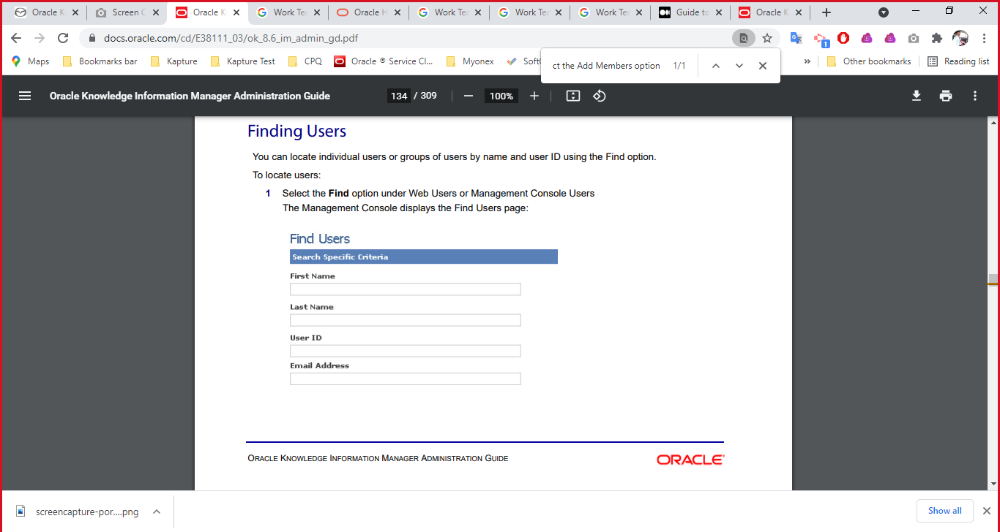 Oracle K
Screen C
Oracle K
Work Te
Oracle H
Work Te
Work Te
Work Te
Guide to
Oracle K
docs.oracle.com/cd/E38111_03/ok_8.6_im_admin_gd.pdf
1
Maps
Bookmarks bar
Kapture
Kapture Test
CPQ
Oracle ® Service Cl...
Myonex
Soft
»
Other bookmarks
Reading list
ct the Add Members option 1/1
Oracle Knowledge Information Manager Administration Guide
134 / 309
100%
Finding Users
You can locate individual users or groups of users by name and user ID using the Find option.
To locate users:
1 Select the Find option under Web Users or Management Console Users
The Management Console displays the Find Users page:
Find Users
Search Specific Criteria
First Name
Last Name
User ID
Email Address
ORACLE KNOWLEDGE INFORMATION MANAGER ADMINISTRATION GUIDE
ORACLE
screencapture-por....png
Show all